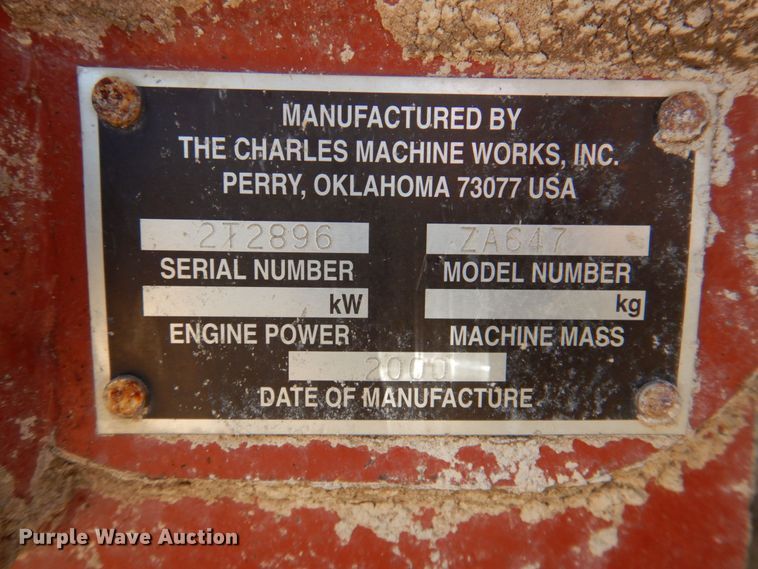 MANUFACTURED BY
THE CHARLES MACHINE WORKS, INC.
PERRY, OKLAHOMA 73077 USA
2T2896 ZA647
SERIAL NUMBER MODEL NUMBER
kW kg
ENGINE POWER MACHINE MASS
2000
DATE OF MANUFACTURE
Purple Wave Auction